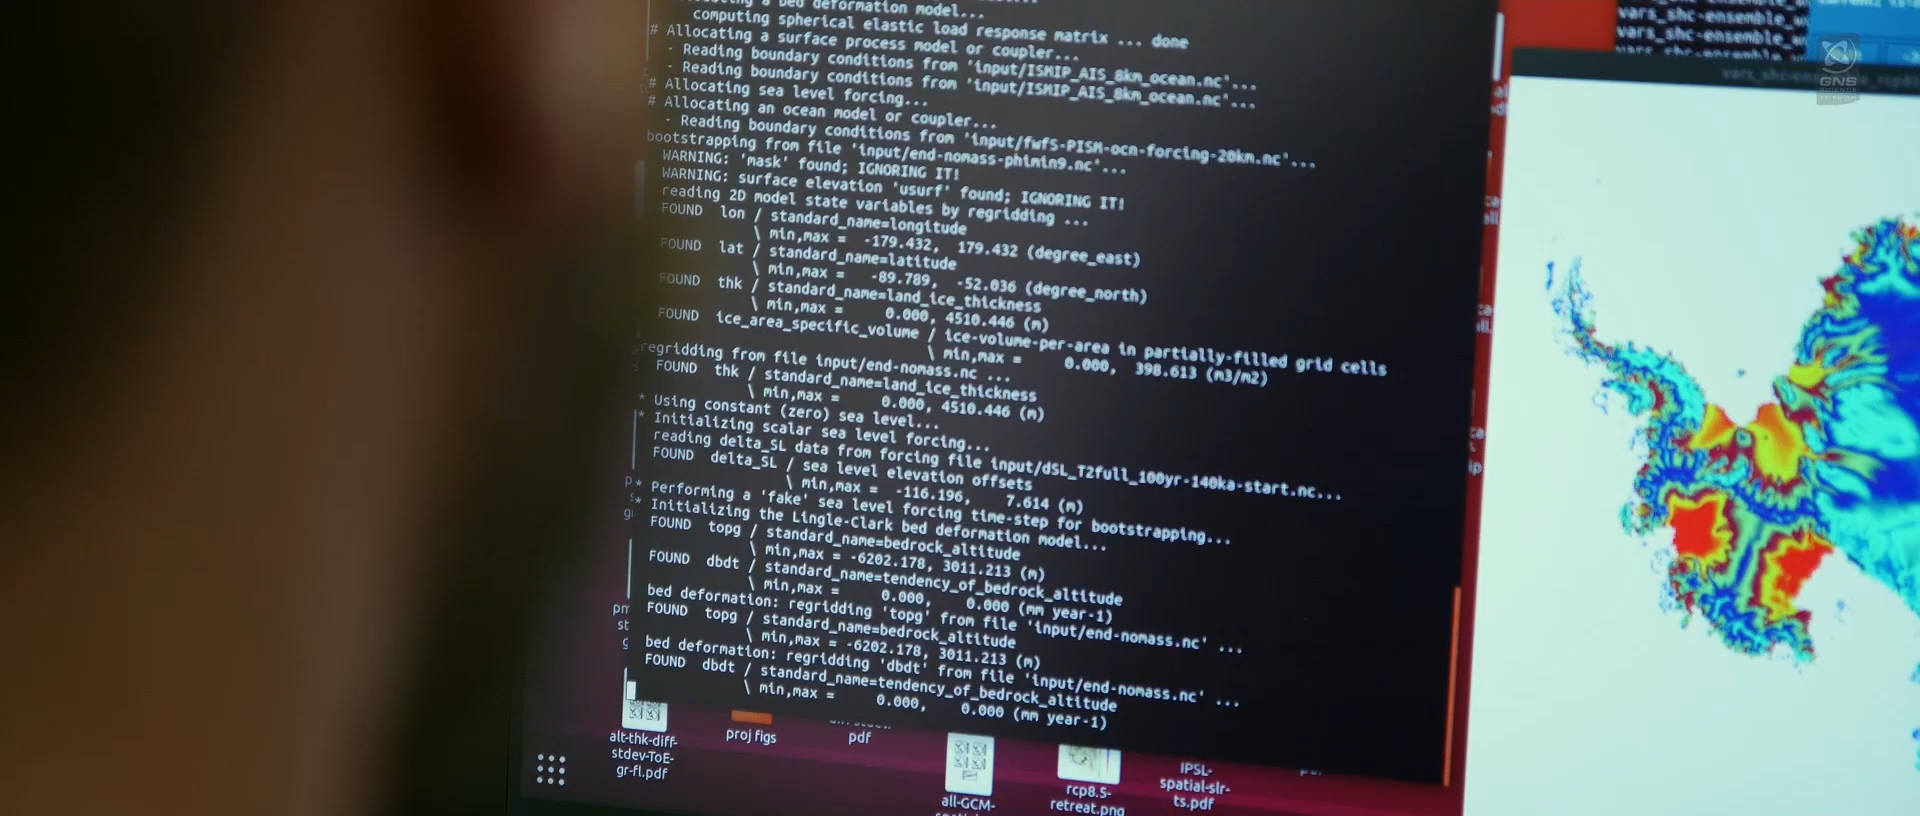 a bed deformation model...
computing spherical elastic load response matrix ... done
# Allocating a surface process model or coupler...
- Reading boundary conditions from 'input/ISMIP_AIS_8km_ocean.nc'...
- Reading boundary conditions from 'input/ISMIP_AIS_8km_ocean.nc'...
# Allocating sea level forcing...
# Allocating an ocean model or coupler...
- Reading boundary conditions from 'input/fwfS-PISM-ocn-forcing-20km.nc'...
bootstrapping from file 'input/end-nomass-phimin9.nc'...
WARNING: 'mask' found; IGNORING IT!
WARNING: surface elevation 'usurf' found; IGNORING IT!
reading 2D model state variables by regridding ...
FOUND lon / standard_name=longitude
\ min,max = -179.432, 179.432 (degree_east)
FOUND lat / standard_name=latitude
\ min,max = -89.789, -52.036 (degree_north)
FOUND thk / standard_name=land_ice_thickness
\ min,max = 0.000, 4510.446 (m)
FOUND ice_area_specific_volume / ice-volume-per-area in partially-filled grid cells
\ min,max = 0.000, 398.613 (m3/m2)
regridding from file input/end-nomass.nc ...
FOUND thk / standard_name=land_ice_thickness
\ min,max = 0.000, 4510.446 (m)
* Using constant (zero) sea level...
* Initializing scalar sea level forcing...
reading delta_SL data from forcing file input/dSL_T2full_100yr-140ka-start.nc...
FOUND delta_SL / sea level elevation offsets
\ min,max = -116.196, 7.614 (m)
* Performing a 'fake' sea level forcing time-step for bootstrapping...
* Initializing the Lingle-Clark bed deformation model...
FOUND topg / standard_name=bedrock_altitude
\ min,max = -6202.178, 3011.213 (m)
FOUND dbdt / standard_name=tendency_of_bedrock_altitude
\ min,max = 0.000, 0.000 (mm year-1)
bed deformation: regridding 'topg' from file 'input/end-nomass.nc' ...
FOUND topg / standard_name=bedrock_altitude
\ min,max = -6202.178, 3011.213 (m)
bed deformation: regridding 'dbdt' from file 'input/end-nomass.nc' ...
FOUND dbdt / standard_name=tendency_of_bedrock_altitude
\ min,max = 0.000, 0.000 (mm year-1)
alt-thk-diff-
stdev-ToE-
gr-fl.pdf
proj figs
pdf
all-GCM-
rcp8.5-
retreat.png
IPSL-
spatial-slr-
ts.pdf
vars_shc-ensemble_w
vars_shc-ensemble_w
GNS
SCIENCE